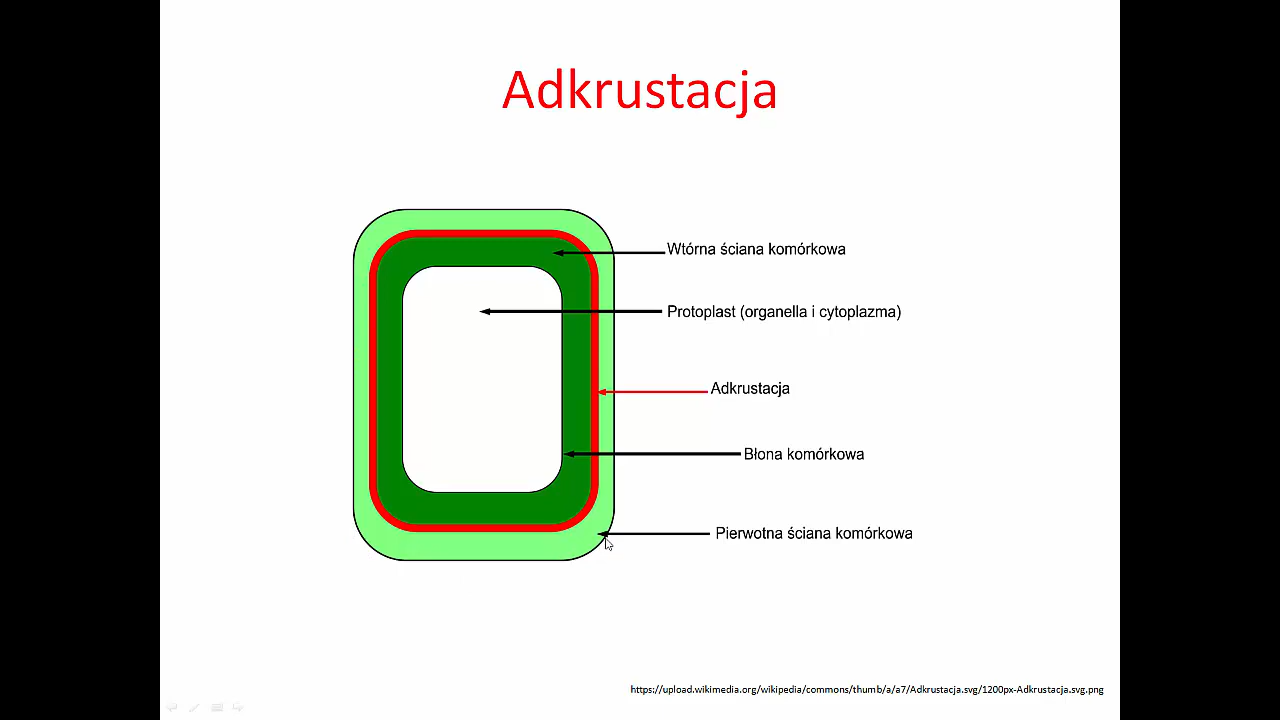 Adkrustacja
Wtórna ściana komórkowa
Protoplast (organella i cytoplazma)
Adkrustacja
Błona komórkowa
Pierwotna ściana komórkowa
https://upload.wikimedia.org/wikipedia/commons/thumb/a/a7/Adkrustacja.svg/1200px-Adkrustacja.svg.png